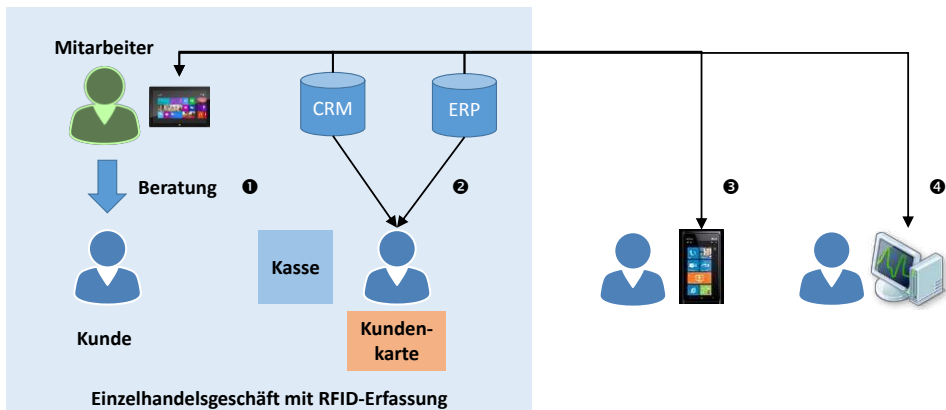 Mitarbeiter
CRM
ERP
Beratung
❶
❷
❸
❹
Kasse
Kunde
Kunden-
karte
Einzelhandelsgeschäft mit RFID-Erfassung